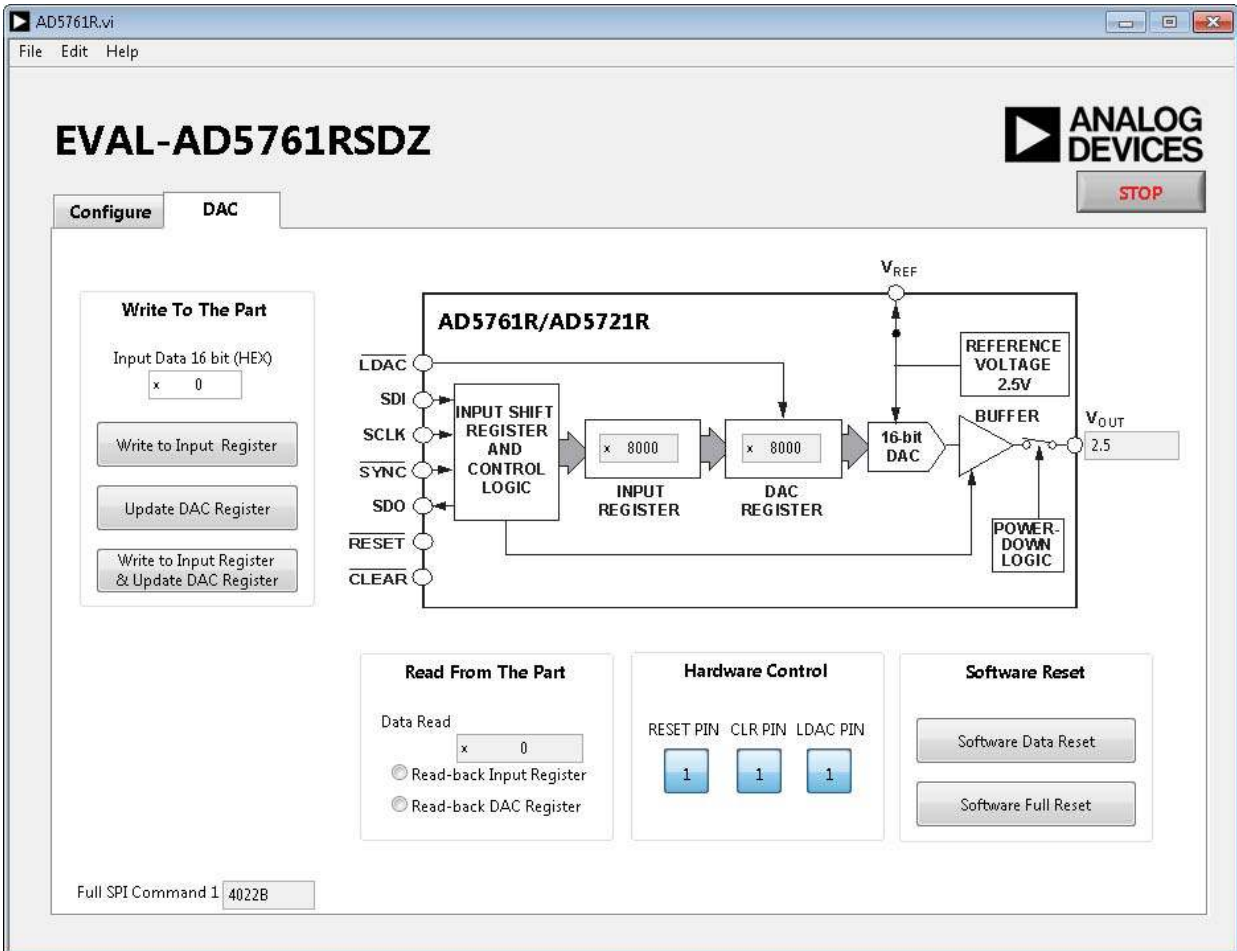 AD5761R.vi
File Edit Help
EVAL-AD5761RSDZ
ANALOG
DEVICES
STOP
Configure DAC
Write To The Part
Input Data 16 bit (HEX)
x 0
Write to Input Register
Update DAC Register
Write to Input Register
& Update DAC Register
AD5761R/AD5721R
VREF
LDAC
SDI
SCLK
SYNC
SDO
RESET
CLEAR
INPUT SHIFT
REGISTER
AND
CONTROL
LOGIC
x 8000
INPUT
REGISTER
x 8000
DAC
REGISTER
16-bit
DAC
REFERENCE
VOLTAGE
2.5V
BUFFER
VOUT
2.5
POWER-
DOWN
LOGIC
Read From The Part
Data Read
x 0
Read-back Input Register
Read-back DAC Register
Hardware Control
RESET PIN CLR PIN LDAC PIN
1 1 1
Software Reset
Software Data Reset
Software Full Reset
Full SPI Command 1 4022B